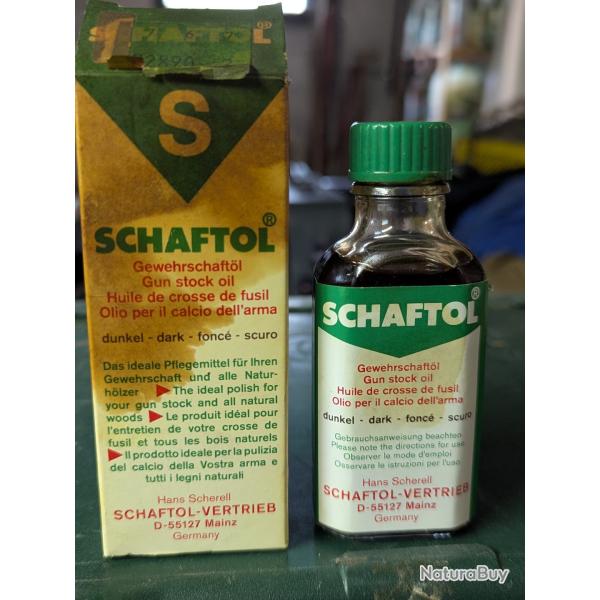 SCHAFTOL®
S
SCHAFTOL®
Gewehrschaftöl
Gun stock oil
Huile de crosse de fusil
Olio per il calcio dell'arma
dunkel - dark - foncé - scuro
Das ideale Pflegemittel für Ihren
Gewehrschaft und alle Natur-
hölzer ▶ The ideal polish for
your gun stock and all natural
woods ▶ Le produit idéal pour
l'entretien de votre crosse de
fusil et tous les bois naturels
▶ Il prodotto ideale per la pulizia
del calcio della Vostra arma e
tutti i legni naturali
Hans Scherell
SCHAFTOL-VERTRIEB
D-55127 Mainz
Germany
SCHAFTOL®
Gewehrschaftöl
Gun stock oil
Huile de crosse de fusil
Olio per il calcio dell'arma
dunkel - dark - foncé - scuro
Gebrauchsanweisung beachten
Please note the directions for use
Observer le mode d'emploi
Osservare le istruzioni per l'uso
Hans Scherell
SCHAFTOL-VERTRIEB
D-55127 Mainz
Germany
NaturaBuy